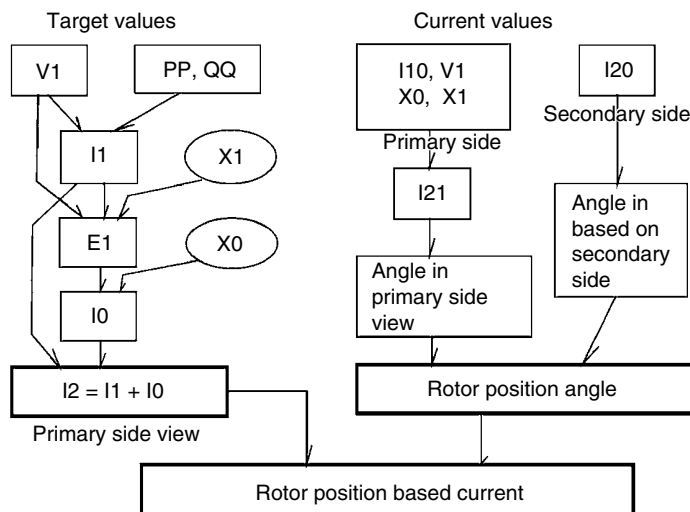 Target values
V1
PP, QQ
I1
X1
E1
X0
I0
I2 = I1 + I0
Primary side view
Current values
I10, V1
X0, X1
Primary side
I21
Angle in
primary side
view
I20
Secondary side
Angle in
based on
secondary
side
Rotor position angle
Rotor position based current